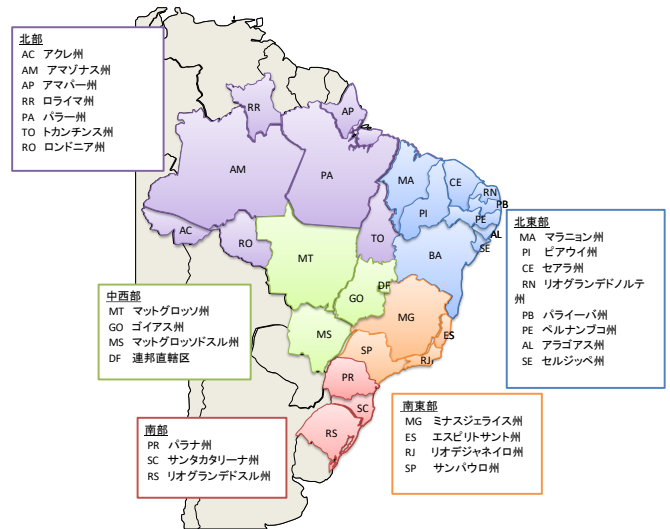 北部
AC アクレ州
AM アマゾナス州
AP アマパー州
RR ロライマ州
PA パラー州
TO トカンチンス州
RO ロンドニア州
RR
AP
AM
PA
MA
CE
RN
PB
PI
PE
AL
SE
AC
RO
TO
BA
MT
DF
GO
MG
ES
MS
SP
RJ
PR
SC
RS
北東部
MA マラニョン州
PI ピアウイ州
CE セアラ州
RN リオグランデドノルテ
州
PB パライーバ州
PE ペルナンブコ州
AL アラゴアス州
SE セルジッペ州
中西部
MT マットグロッソ州
GO ゴイアス州
MS マットグロッソドスル州
DF 連邦直轄区
南東部
MG ミナスジェライス州
ES エスピリトサント州
RJ リオデジャネイロ州
SP サンパウロ州
南部
PR パラナ州
SC サンタカタリーナ州
RS リオグランデドスル州